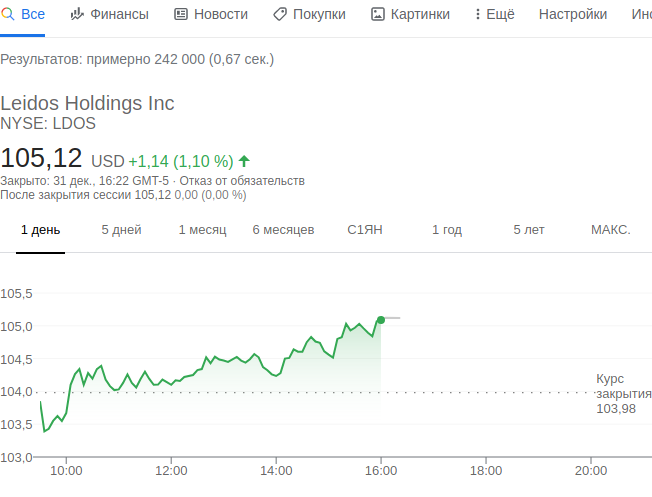 Все Финансы Новости Покупки Картинки Ещё Настройки
Результатов: примерно 242 000 (0,67 сек.)
Leidos Holdings Inc
NYSE: LDOS
105,12 USD +1,14 (1,10 %)
Закрыто: 31 дек., 16:22 GMT-5 · Отказ от обязательств
После закрытия сессии 105,12 0,00 (0,00 %)
1 день 5 дней 1 месяц 6 месяцев С1ЯН 1 год 5 лет МАКС.
105,5
105,0
104,5
104,0
103,5
103,0
Курс
закрытия
103,98
10:00 12:00 14:00 16:00 18:00 20:00